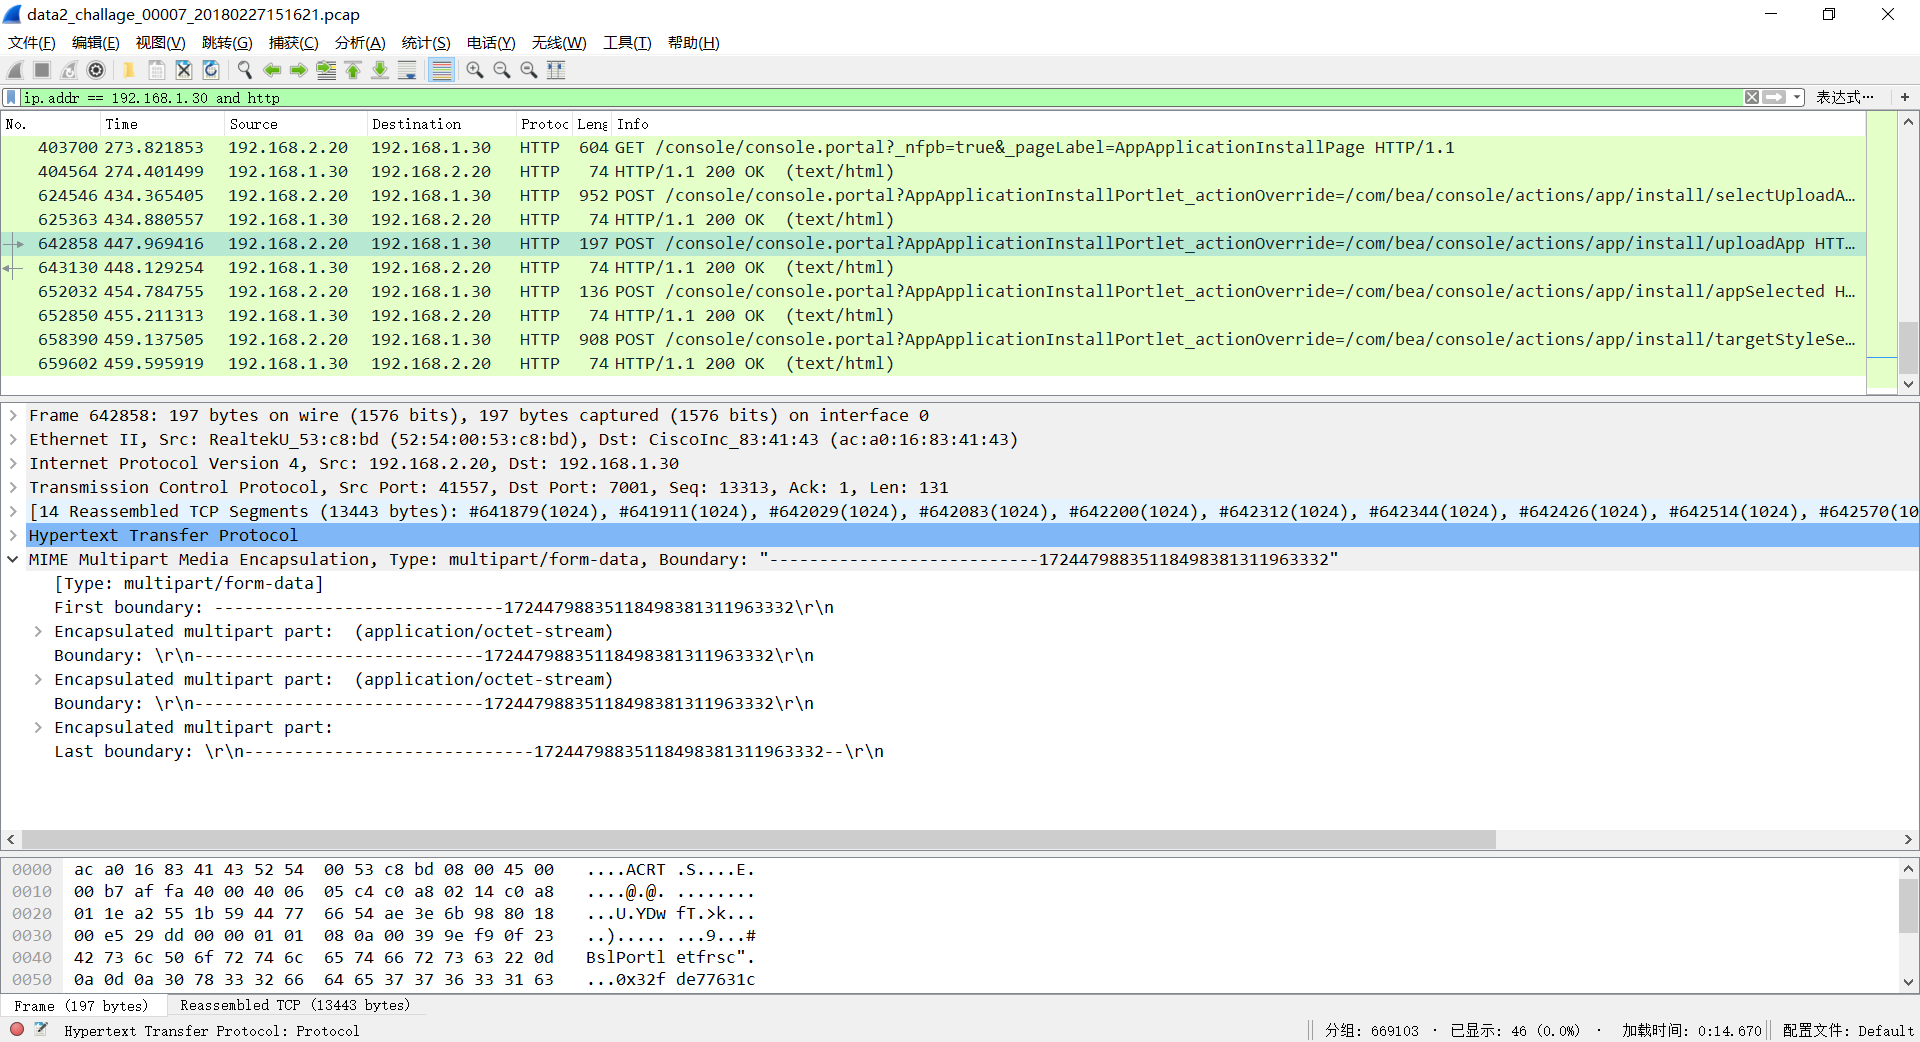 data2_challage_00007_20180227151621.pcap
文件(F) 编辑(E) 视图(V) 跳转(G) 捕获(C) 分析(A) 统计(S) 电话(Y) 无线(W) 工具(T) 帮助(H)
ip.addr == 192.168.1.30 and http 表达式… +
No. Time Source Destination Protoc Leng Info
403700 273.821853 192.168.2.20 192.168.1.30 HTTP 604 GET /console/console.portal?_nfpb=true&_pageLabel=AppApplicationInstallPage HTTP/1.1
404564 274.401499 192.168.1.30 192.168.2.20 HTTP 74 HTTP/1.1 200 OK (text/html)
624546 434.365405 192.168.2.20 192.168.1.30 HTTP 952 POST /console/console.portal?AppApplicationInstallPortlet_actionOverride=/com/bea/console/actions/app/install/selectUploadA…
625363 434.880557 192.168.1.30 192.168.2.20 HTTP 74 HTTP/1.1 200 OK (text/html)
642858 447.969416 192.168.2.20 192.168.1.30 HTTP 197 POST /console/console.portal?AppApplicationInstallPortlet_actionOverride=/com/bea/console/actions/app/install/uploadApp HTT…
643130 448.129254 192.168.1.30 192.168.2.20 HTTP 74 HTTP/1.1 200 OK (text/html)
652032 454.784755 192.168.2.20 192.168.1.30 HTTP 136 POST /console/console.portal?AppApplicationInstallPortlet_actionOverride=/com/bea/console/actions/app/install/appSelected H…
652850 455.211313 192.168.1.30 192.168.2.20 HTTP 74 HTTP/1.1 200 OK (text/html)
658390 459.137505 192.168.2.20 192.168.1.30 HTTP 908 POST /console/console.portal?AppApplicationInstallPortlet_actionOverride=/com/bea/console/actions/app/install/targetStyleSe…
659602 459.595919 192.168.1.30 192.168.2.20 HTTP 74 HTTP/1.1 200 OK (text/html)
Frame 642858: 197 bytes on wire (1576 bits), 197 bytes captured (1576 bits) on interface 0
Ethernet II, Src: RealtekU_53:c8:bd (52:54:00:53:c8:bd), Dst: CiscoInc_83:41:43 (ac:a0:16:83:41:43)
Internet Protocol Version 4, Src: 192.168.2.20, Dst: 192.168.1.30
Transmission Control Protocol, Src Port: 41557, Dst Port: 7001, Seq: 13313, Ack: 1, Len: 131
[14 Reassembled TCP Segments (13443 bytes): #641879(1024), #641911(1024), #642029(1024), #642083(1024), #642200(1024), #642312(1024), #642344(1024), #642426(1024), #642514(1024), #642570(10
Hypertext Transfer Protocol
MIME Multipart Media Encapsulation, Type: multipart/form-data, Boundary: "---------------------------17244798835118498381311963332"
[Type: multipart/form-data]
First boundary: -----------------------------17244798835118498381311963332\r\n
Encapsulated multipart part: (application/octet-stream)
Boundary: \r\n-----------------------------17244798835118498381311963332\r\n
Encapsulated multipart part: (application/octet-stream)
Boundary: \r\n-----------------------------17244798835118498381311963332\r\n
Encapsulated multipart part:
Last boundary: \r\n-----------------------------17244798835118498381311963332--\r\n
0000 ac a0 16 83 41 43 52 54 00 53 c8 bd 08 00 45 00 ....ACRT .S....E.
0010 00 b7 af fa 40 00 40 06 05 c4 c0 a8 02 14 c0 a8 ....@.@. ........
0020 01 1e a2 55 1b 59 44 77 66 54 ae 3e 6b 98 80 18 ...U.YDw fT.>k...
0030 00 e5 29 dd 00 00 01 01 08 0a 00 39 9e f9 0f 23 ..)..... ...9...#
0040 42 73 6c 50 6f 72 74 6c 65 74 66 72 73 63 22 0d BslPortl etfrsc".
0050 0a 0d 0a 30 78 33 32 66 64 65 37 37 36 33 31 63 ...0x32f de77631c
Frame (197 bytes) Reassembled TCP (13443 bytes)
Hypertext Transfer Protocol: Protocol 分组: 669103 · 已显示: 46 (0.0%) · 加载时间: 0:14.670 配置文件: Default